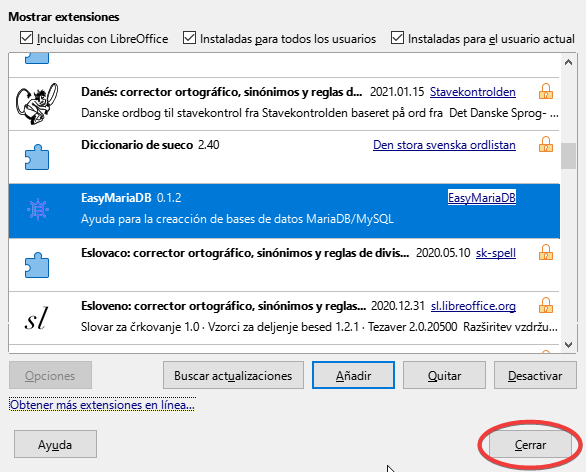 Mostrar extensiones
Incluidas con LibreOffice Instaladas para todos los usuarios Instaladas para el usuario actual
Danés: corrector ortográfico, sinónimos y reglas d... 2021.01.15 Stavekontrolden
Danske ordbog til stavekontrol fra Stavekontrolden baseret på ord fra Det Danske Sprog- ...
Diccionario de sueco 2.40 Den stora svenska ordlistan
EasyMariaDB 0.1.2 EasyMariaDB
Ayuda para la creacción de bases de datos MariaDB/MySQL
Eslovaco: corrector ortográfico, sinónimos y reglas de divis... 2020.05.10 sk-spell
sl
Esloveno: corrector ortográfico, sinónimos y reglas... 2020.12.31 sl.libreoffice.org
Slovar za črkovanje 1.0 · Vzorci za deljenje besed 1.2.1 · Tezaver 2.0.20500 Razširitev vzdržu...
Opciones Buscar actualizaciones Añadir Quitar Desactivar
Obtener más extensiones en línea...
Ayuda Cerrar